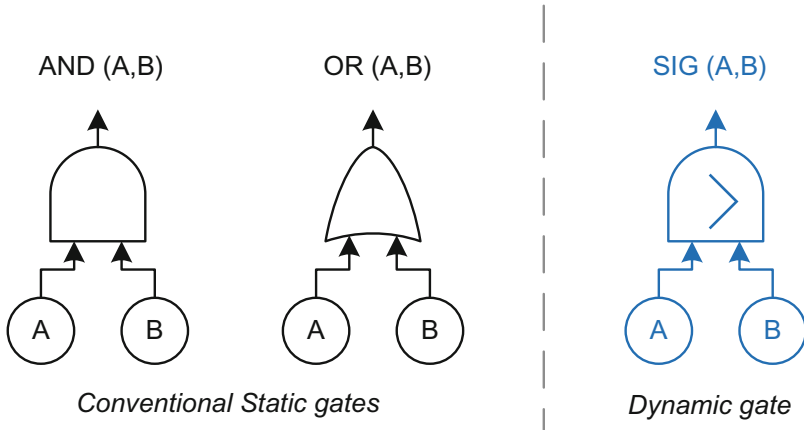 AND (A,B)
OR (A,B)
SIG (A,B)
A
B
A
B
A
B
Conventional Static gates
Dynamic gate